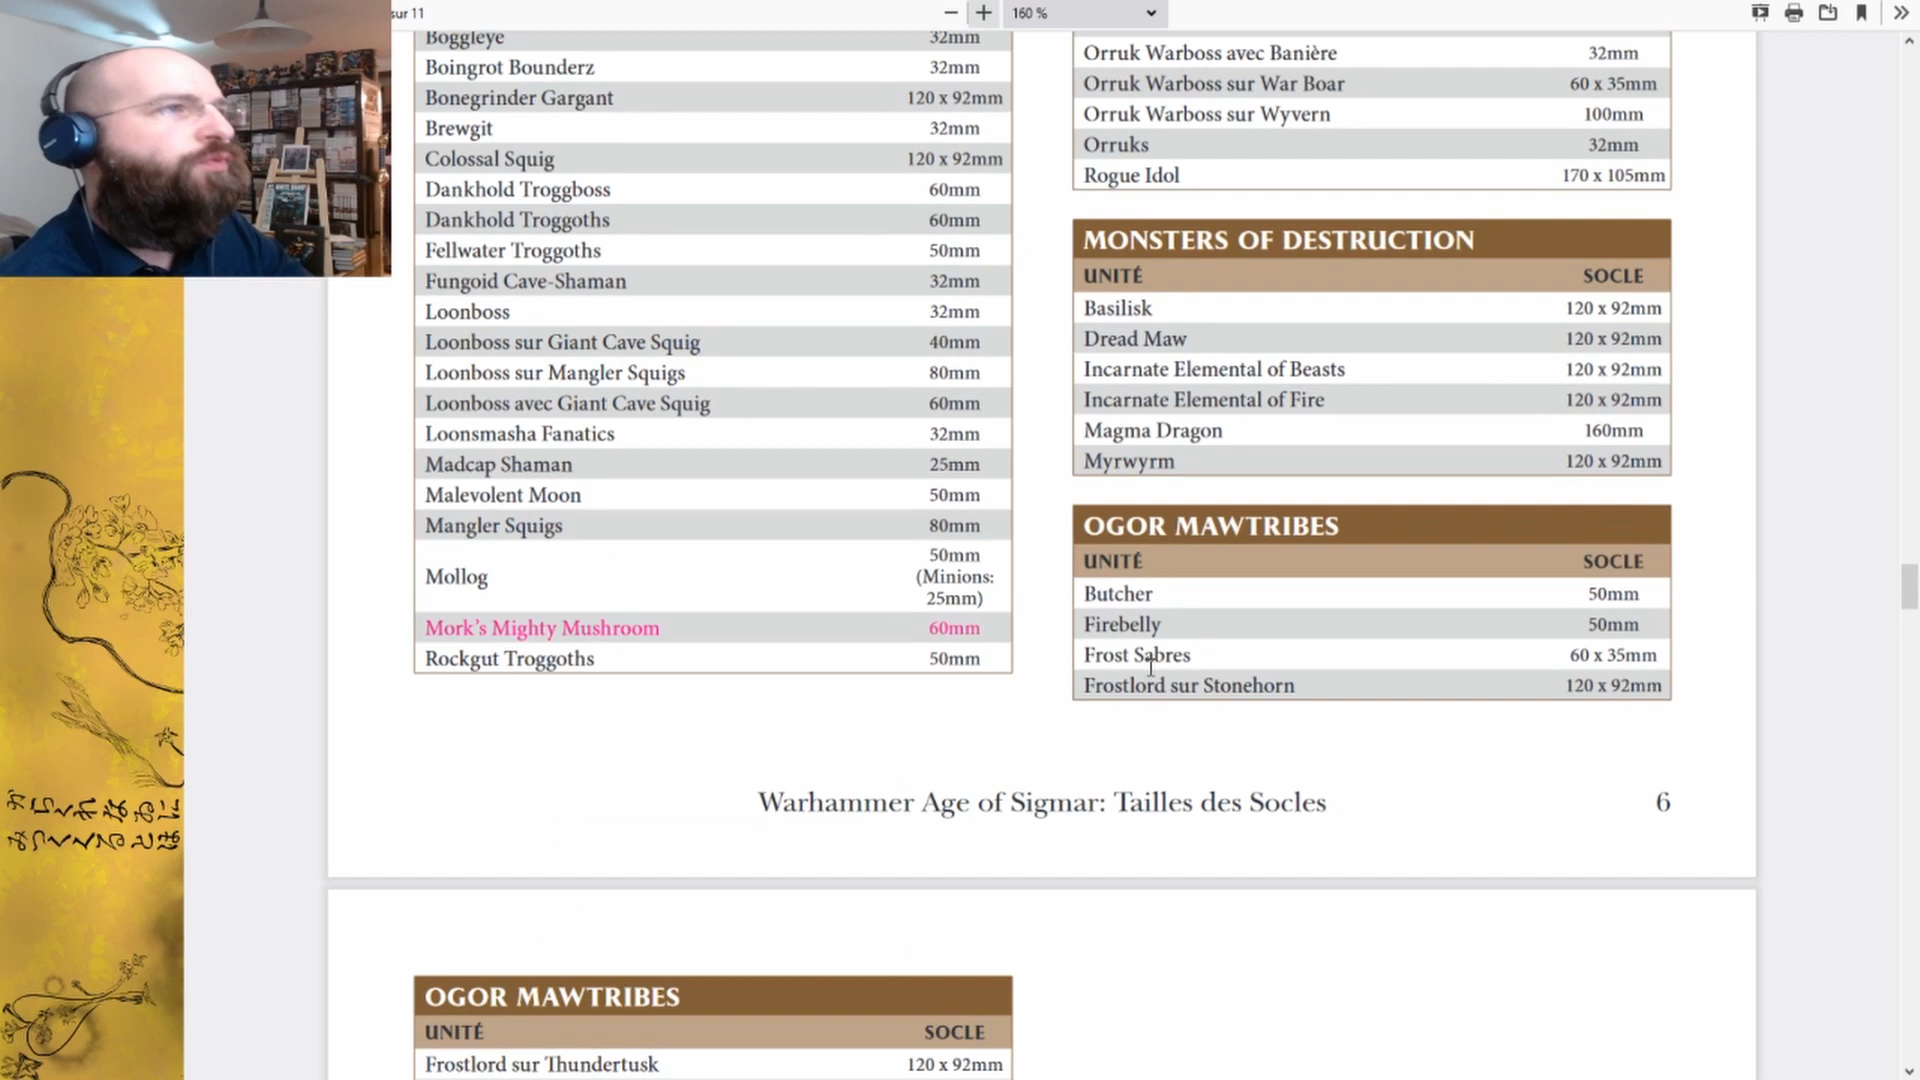 sur 11
160 %
Boggleye 32mm
Boingrot Bounderz 32mm
Bonegrinder Gargant 120 x 92mm
Brewgit 32mm
Colossal Squig 120 x 92mm
Dankhold Troggboss 60mm
Dankhold Troggoths 60mm
Fellwater Troggoths 50mm
Fungoid Cave-Shaman 32mm
Loonboss 32mm
Loonboss sur Giant Cave Squig 40mm
Loonboss sur Mangler Squigs 80mm
Loonboss avec Giant Cave Squig 60mm
Loonsmasha Fanatics 32mm
Madcap Shaman 25mm
Malevolent Moon 50mm
Mangler Squigs 80mm
Mollog 50mm
(Minions:
25mm)
Mork's Mighty Mushroom 60mm
Rockgut Troggoths 50mm
Orruk Warboss avec Banière 32mm
Orruk Warboss sur War Boar 60 x 35mm
Orruk Warboss sur Wyvern 100mm
Orruks 32mm
Rogue Idol 170 x 105mm
MONSTERS OF DESTRUCTION
UNITÉ SOCLE
Basilisk 120 x 92mm
Dread Maw 120 x 92mm
Incarnate Elemental of Beasts 120 x 92mm
Incarnate Elemental of Fire 120 x 92mm
Magma Dragon 160mm
Myrwyrm 120 x 92mm
OGOR MAWTRIBES
UNITÉ SOCLE
Butcher 50mm
Firebelly 50mm
Frost Sabres 60 x 35mm
Frostlord sur Stonehorn 120 x 92mm
Warhammer Age of Sigmar: Tailles des Socles 6
OGOR MAWTRIBES
UNITÉ SOCLE
Frostlord sur Thundertusk 120 x 92mm